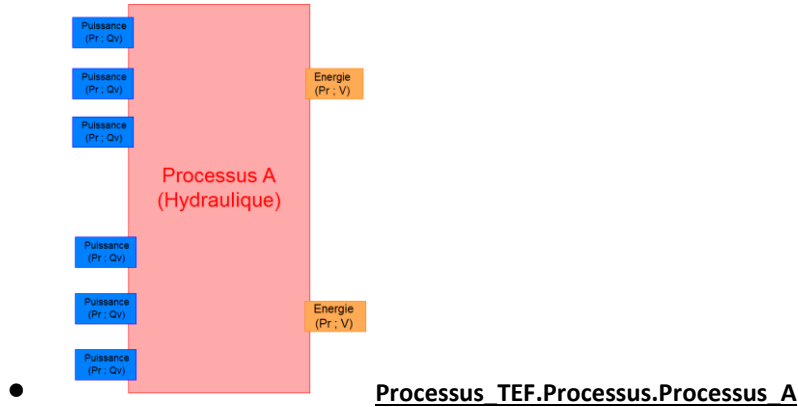 Puissance
(Pr ; Qv)
Puissance
(Pr ; Qv)
Energie
(Pr ; V)
Puissance
(Pr ; Qv)
Processus A
(Hydraulique)
Puissance
(Pr ; Qv)
Puissance
(Pr ; Qv)
Energie
(Pr ; V)
Puissance
(Pr ; Qv)
Processus_TEF.Processus.Processus_A